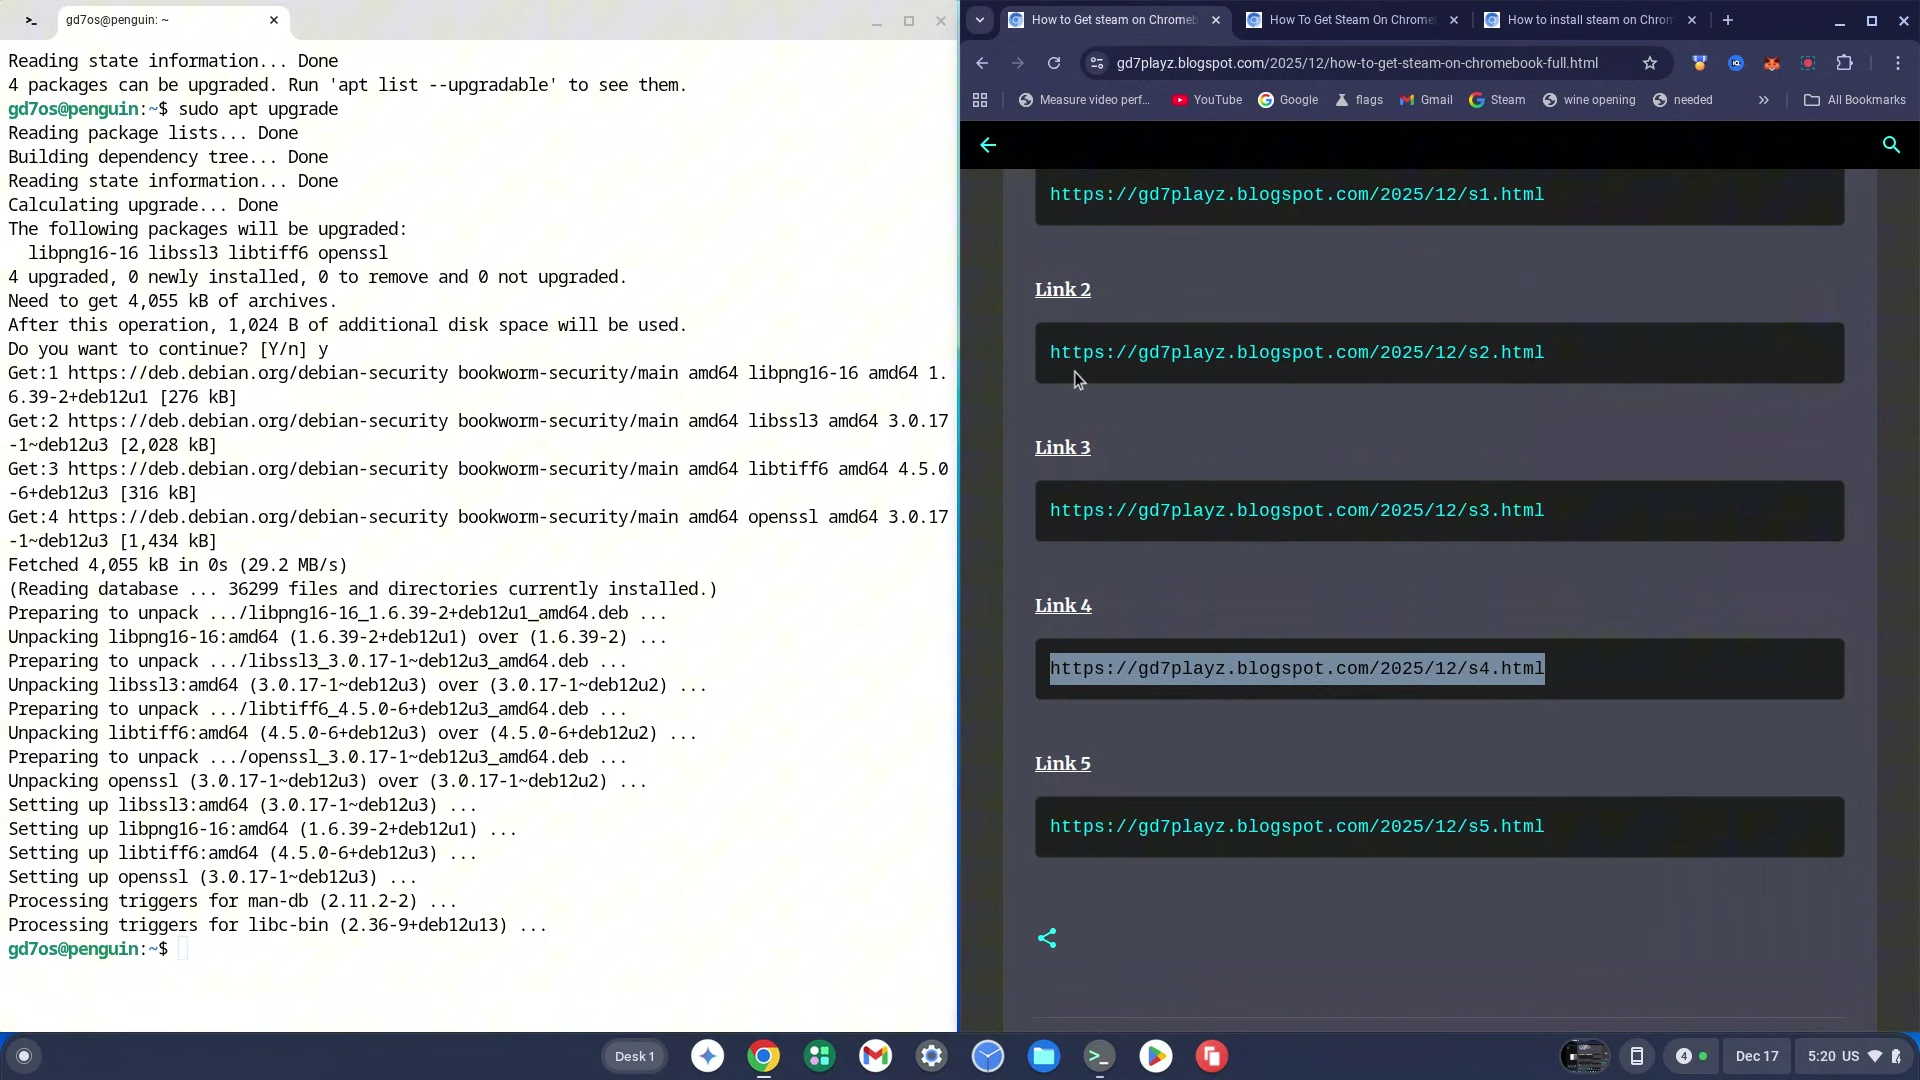 gd7os@penguin: ~
Reading state information... Done
4 packages can be upgraded. Run 'apt list --upgradable' to see them.
gd7os@penguin:~$ sudo apt upgrade
Reading package lists... Done
Building dependency tree... Done
Reading state information... Done
Calculating upgrade... Done
The following packages will be upgraded:
  libpng16-16 libssl3 libtiff6 openssl
4 upgraded, 0 newly installed, 0 to remove and 0 not upgraded.
Need to get 4,055 kB of archives.
After this operation, 1,024 B of additional disk space will be used.
Do you want to continue? [Y/n] y
Get:1 https://deb.debian.org/debian-security bookworm-security/main amd64 libpng16-16 amd64 1.
6.39-2+deb12u1 [276 kB]
Get:2 https://deb.debian.org/debian-security bookworm-security/main amd64 libssl3 amd64 3.0.17
-1~deb12u3 [2,028 kB]
Get:3 https://deb.debian.org/debian-security bookworm-security/main amd64 libtiff6 amd64 4.5.0
-6+deb12u3 [316 kB]
Get:4 https://deb.debian.org/debian-security bookworm-security/main amd64 openssl amd64 3.0.17
-1~deb12u3 [1,434 kB]
Fetched 4,055 kB in 0s (29.2 MB/s)
(Reading database ... 36299 files and directories currently installed.)
Preparing to unpack .../libpng16-16_1.6.39-2+deb12u1_amd64.deb ...
Unpacking libpng16-16:amd64 (1.6.39-2+deb12u1) over (1.6.39-2) ...
Preparing to unpack .../libssl3_3.0.17-1~deb12u3_amd64.deb ...
Unpacking libssl3:amd64 (3.0.17-1~deb12u3) over (3.0.17-1~deb12u2) ...
Preparing to unpack .../libtiff6_4.5.0-6+deb12u3_amd64.deb ...
Unpacking libtiff6:amd64 (4.5.0-6+deb12u3) over (4.5.0-6+deb12u2) ...
Preparing to unpack .../openssl_3.0.17-1~deb12u3_amd64.deb ...
Unpacking openssl (3.0.17-1~deb12u3) over (3.0.17-1~deb12u2) ...
Setting up libssl3:amd64 (3.0.17-1~deb12u3) ...
Setting up libpng16-16:amd64 (1.6.39-2+deb12u1) ...
Setting up libtiff6:amd64 (4.5.0-6+deb12u3) ...
Setting up openssl (3.0.17-1~deb12u3) ...
Processing triggers for man-db (2.11.2-2) ...
Processing triggers for libc-bin (2.36-9+deb12u13) ...
gd7os@penguin:~$
How to Get steam on Chromeb How To Get Steam On Chrome How to install steam on Chrom
gd7playz.blogspot.com/2025/12/how-to-get-steam-on-chromebook-full.html
Measure video perf... YouTube Google flags Gmail Steam wine opening needed » All Bookmarks
https://gd7playz.blogspot.com/2025/12/s1.html
Link 2
https://gd7playz.blogspot.com/2025/12/s2.html
Link 3
https://gd7playz.blogspot.com/2025/12/s3.html
Link 4
https://gd7playz.blogspot.com/2025/12/s4.html
Link 5
https://gd7playz.blogspot.com/2025/12/s5.html
Desk 1 4 Dec 17 5:20 US